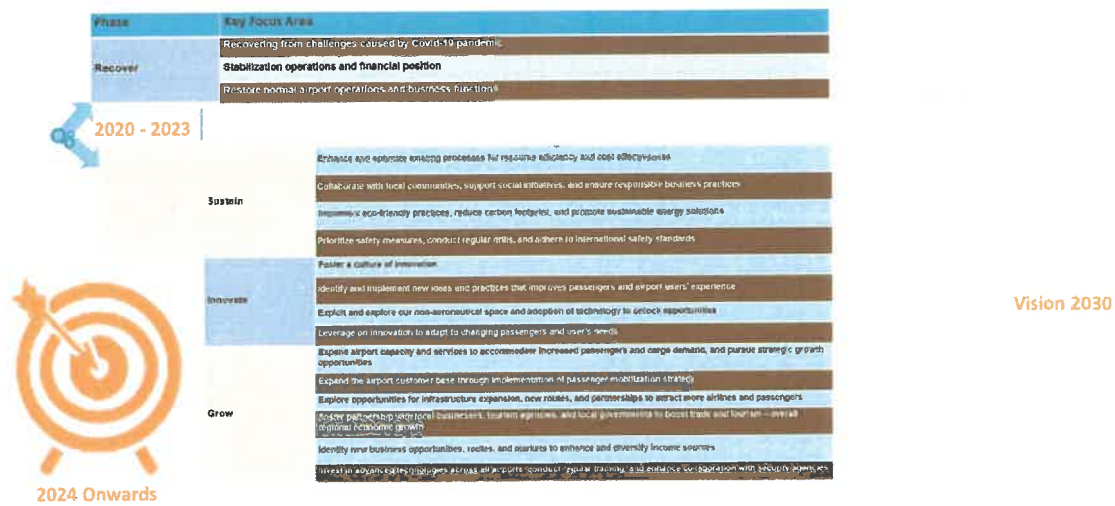 Phase Key Focus Area
Recovering from challenges caused by Covid-19 pandemic
Recover Stabilization operations and financial position
Restore normal airport operations and business functions
2020 - 2023
Enhance and optimize existing processes for resource efficiency and cost effectiveness
Collaborate with local communities, support social initiatives, and ensure responsible business practices
Sustain
Implement eco-friendly practices, reduce carbon footprint, and promote sustainable energy solutions
Prioritize safety measures, conduct regular drills, and adhere to international safety standards
Foster a culture of innovation
Identify and implement new ideas and practices that improves passengers and airport users' experience
Innovate
Exploit and explore our non-aeronautical space and adoption of technology to unlock opportunities
Vision 2030
Leverage on innovation to adapt to changing passengers and user's needs
Expand airport capacity and services to accommodate increased passengers and cargo demand, and pursue strategic growth
opportunities
Expand the airport customer base through implementation of passenger mobilization strategy
Explore opportunities for infrastructure expansion, new routes, and partnerships to attract more airlines and passengers
Grow
Foster partnership with local businesses, tourism agencies, and local governments to boost trade and tourism – overall
regional economic growth
Identify new business opportunities, routes, and markets to enhance and diversify income sources
Invest in advanced technologies across all airports, conduct regular training, and enhance collaboration with security agencies
2024 Onwards